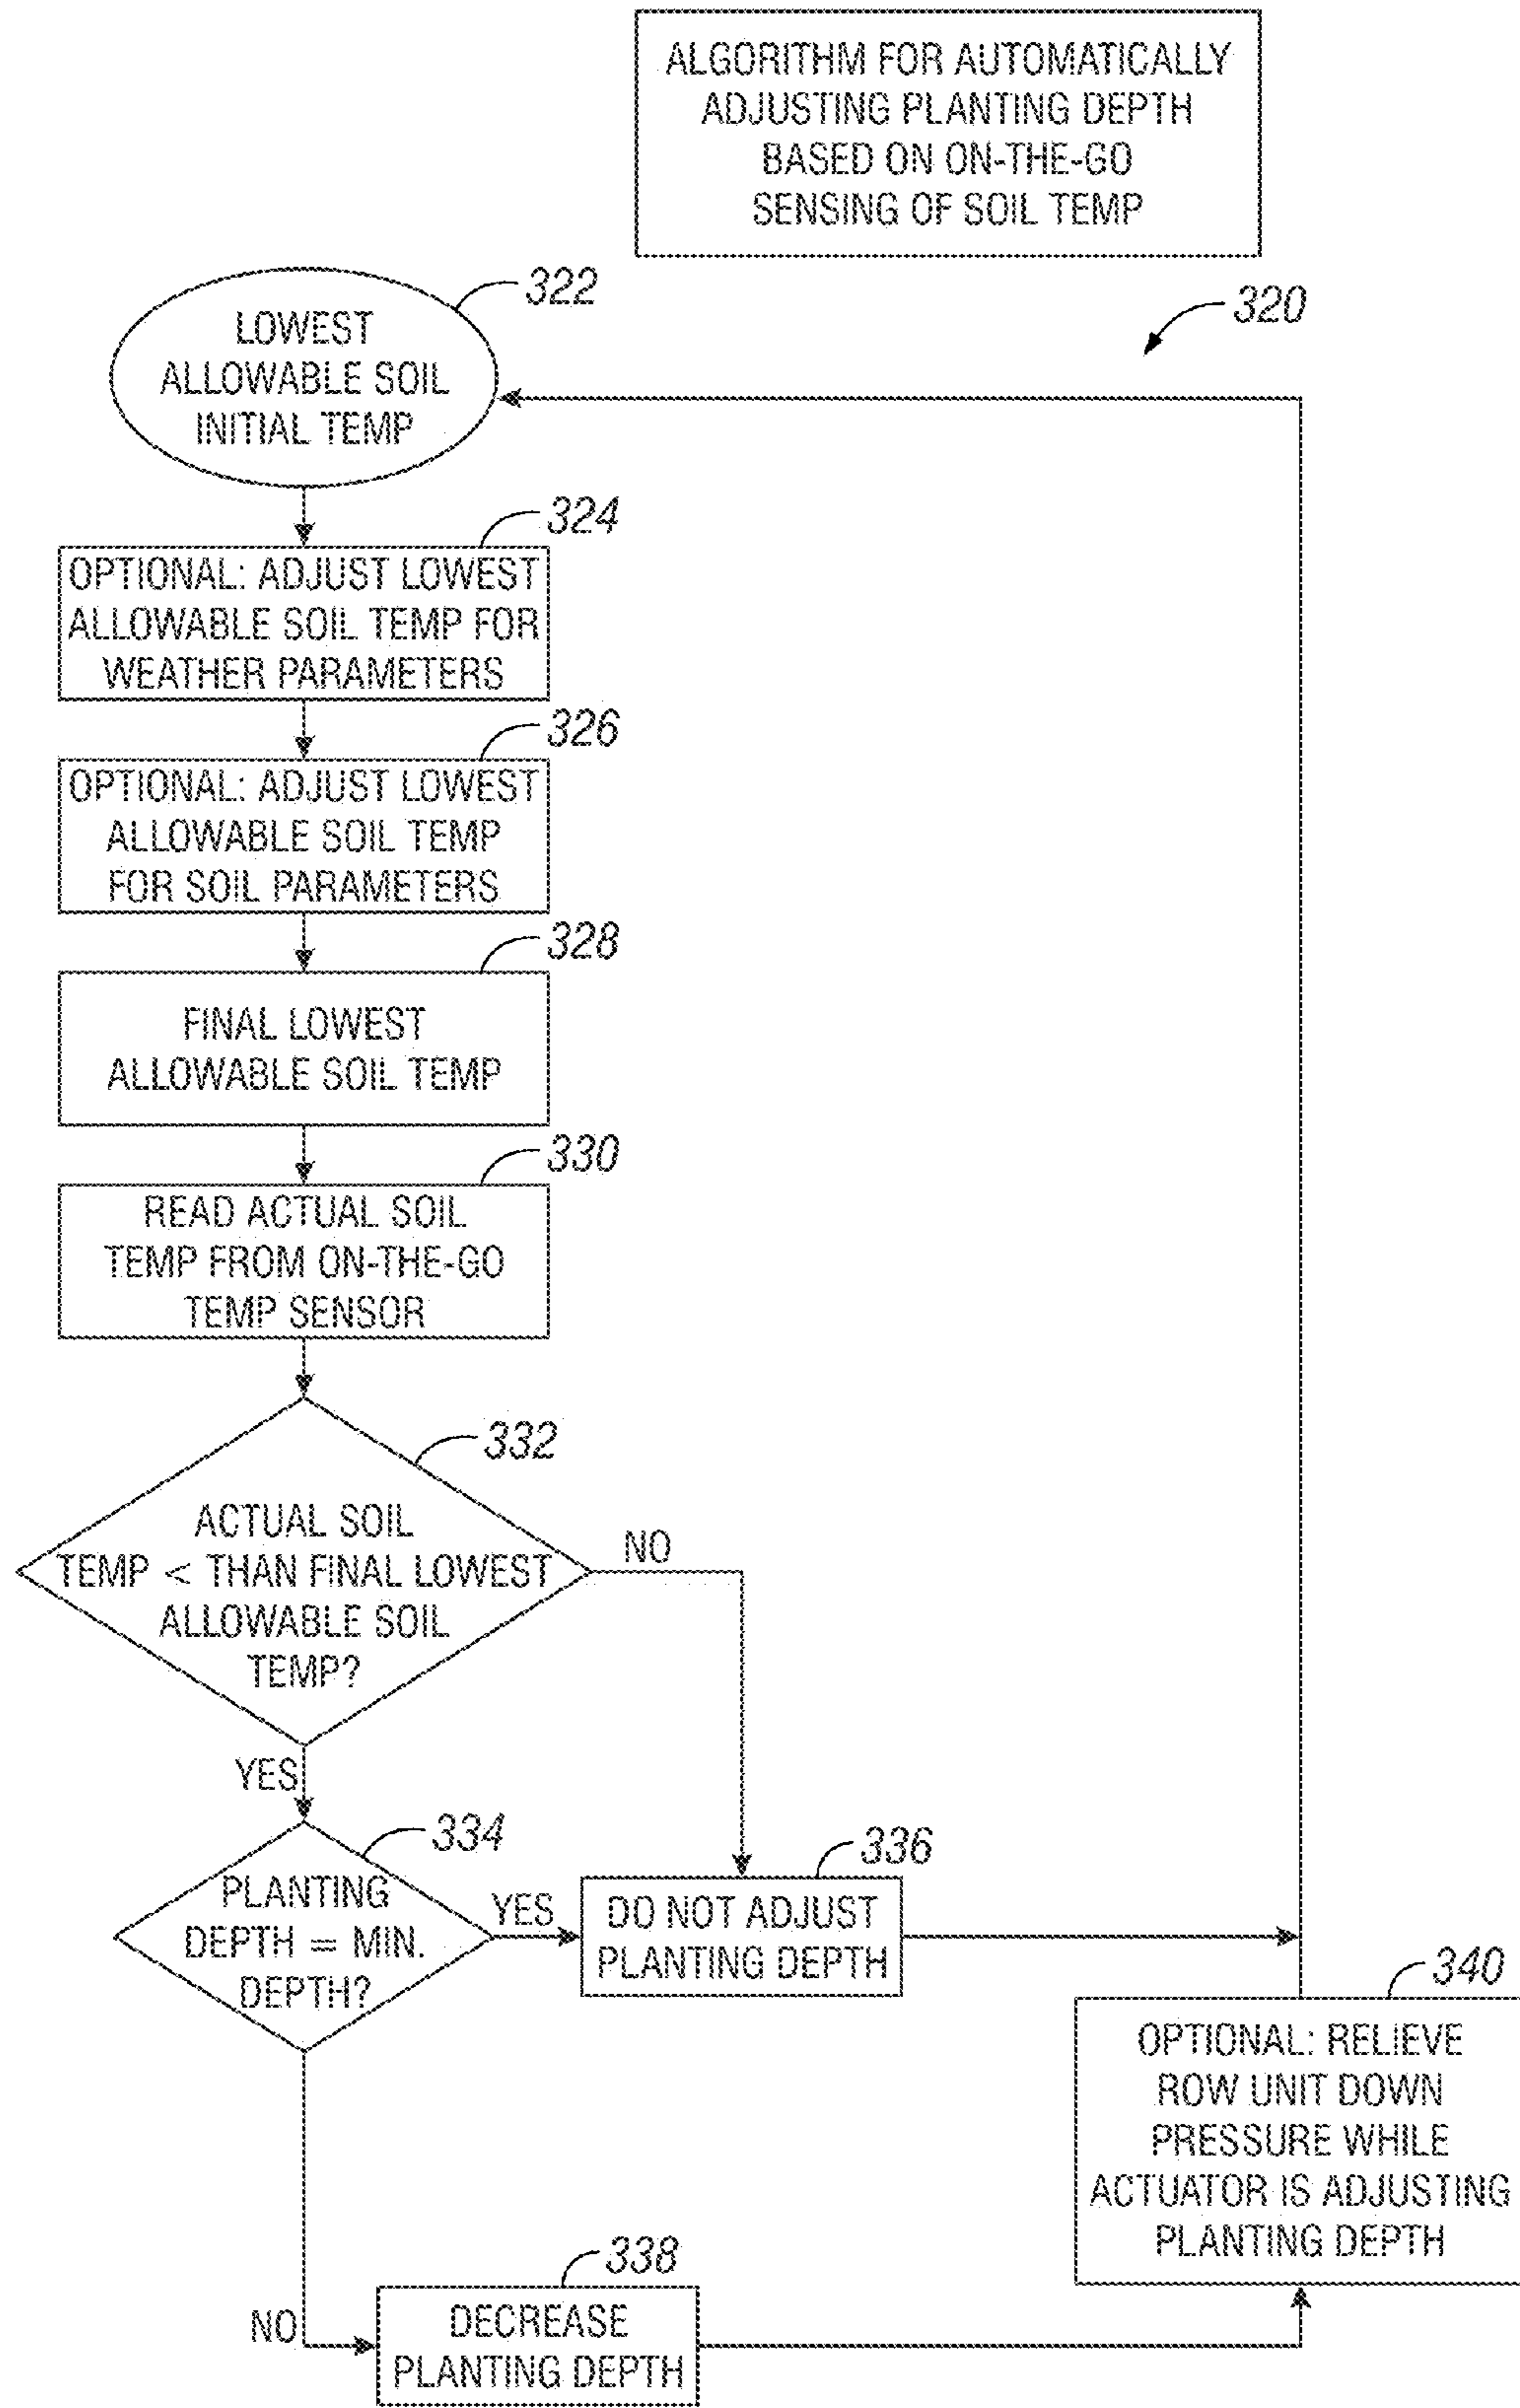 ALGORITHM FOR AUTOMATICALLY
ADJUSTING PLANTING DEPTH
BASED ON ON-THE-GO
SENSING OF SOIL TEMP
320
322
LOWEST
ALLOWABLE SOIL
INITIAL TEMP
324
OPTIONAL: ADJUST LOWEST
ALLOWABLE SOIL TEMP FOR
WEATHER PARAMETERS
326
OPTIONAL: ADJUST LOWEST
ALLOWABLE SOIL TEMP
FOR SOIL PARAMETERS
328
FINAL LOWEST
ALLOWABLE SOIL TEMP
330
READ ACTUAL SOIL
TEMP FROM ON-THE-GO
TEMP SENSOR
332
ACTUAL SOIL
TEMP < THAN FINAL LOWEST
ALLOWABLE SOIL
TEMP?
NO
YES
334
PLANTING
DEPTH = MIN.
DEPTH?
YES
336
DO NOT ADJUST
PLANTING DEPTH
340
OPTIONAL: RELIEVE
ROW UNIT DOWN
PRESSURE WHILE
ACTUATOR IS ADJUSTING
PLANTING DEPTH
NO
338
DECREASE
PLANTING DEPTH